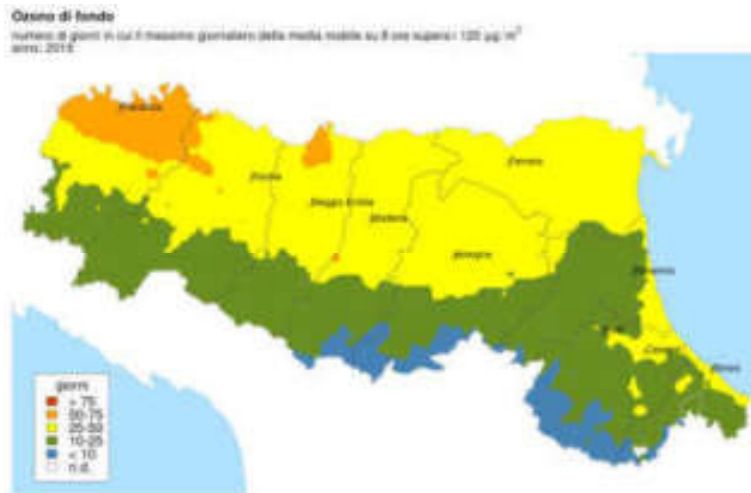 Ozono di fondo
numero di giorni in cui il massimo giornaliero della media mobile su 8 ore supera i 120 µg/m³
Piacenza
Parma
Reggio Emilia
Modena
Ferrara
Bologna
Ravenna
Forlì
Cesena
Rimini
giorni
> 75
50-75
25-50
10-25
< 10
n.d.